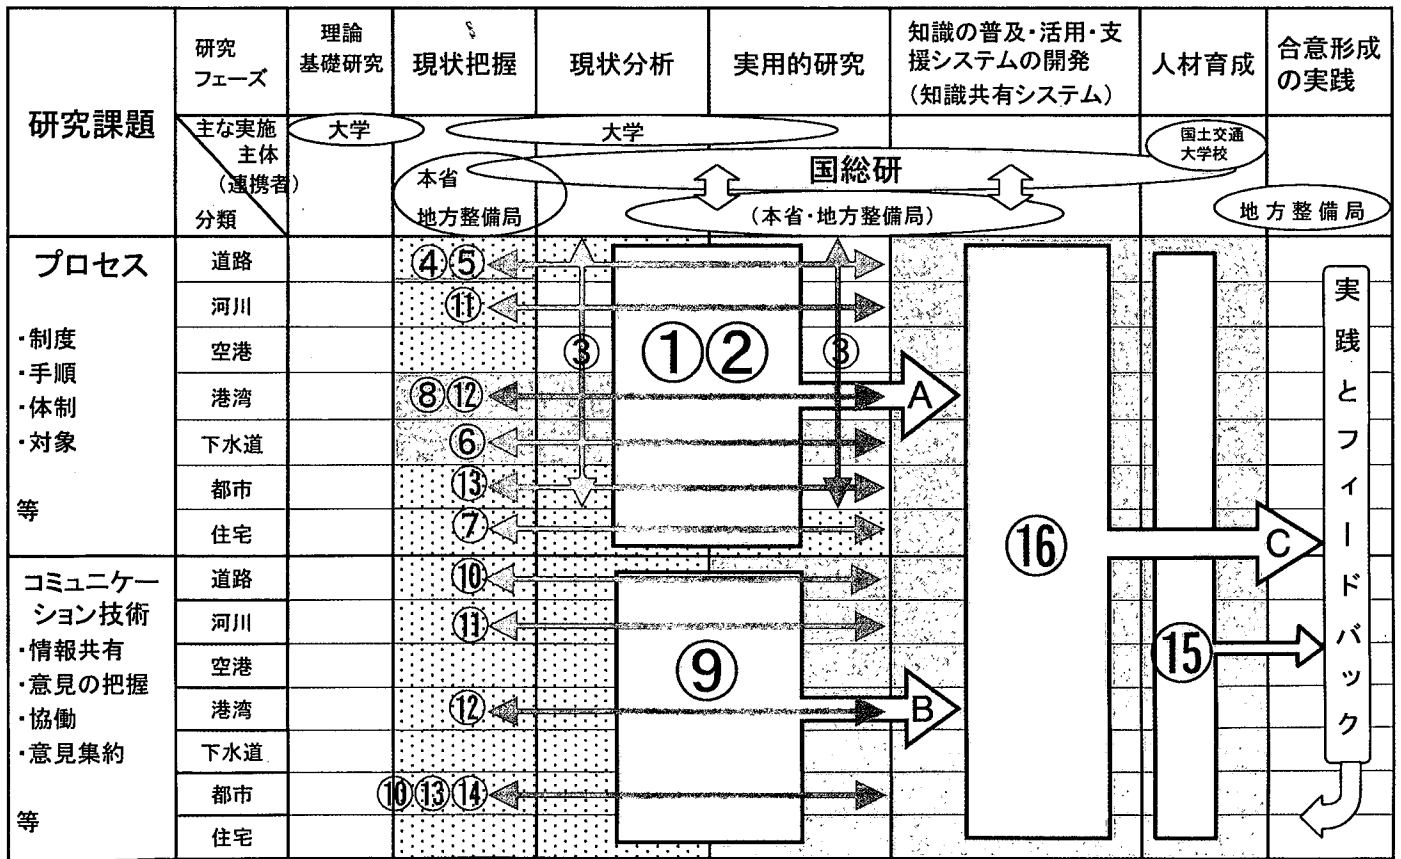 研究課題
研究
フェーズ
理論
基礎研究
現状把握
現状分析
実用的研究
知識の普及・活用・支
援システムの開発
（知識共有システム）
人材育成
合意形成
の実践
主な実施
主体
（連携者）
分類
大学
大学
国土交通
大学校
国総研
本省
地方整備局
（本省・地方整備局）
地方整備局
プロセス
・制度
・手順
・体制
・対象
等
道路
④⑤
河川
⑪
空港
③
①②
③
港湾
⑧⑫
A
下水道
⑥
都市
⑬
住宅
⑦
⑯
C
実践とフィードバック
コミュニケー
ション技術
・情報共有
・意見の把握
・協働
・意見集約
等
道路
⑩
河川
⑪
空港
⑨
⑮
港湾
⑫
B
下水道
都市
⑩⑬⑭
住宅